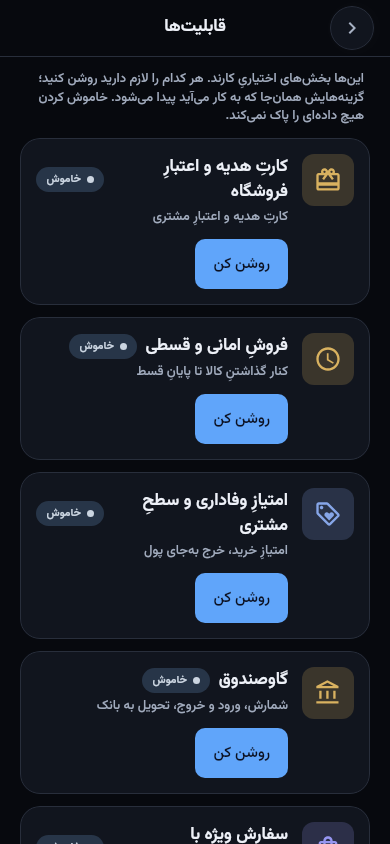 قابلیت‌ها
این‌ها بخش‌های اختیاریِ کارند. هر کدام را لازم دارید روشن کنید؛
گزینه‌هایش همان‌جا که به کار می‌آید پیدا می‌شود. خاموش کردن
هیچ داده‌ای را پاک نمی‌کند.
کارتِ هدیه و اعتبارِ
فروشگاه
خاموش
کارتِ هدیه و اعتبارِ مشتری
روشن کن
فروشِ امانی و قسطی
خاموش
کنار گذاشتنِ کالا تا پایانِ قسط
روشن کن
امتیازِ وفاداری و سطحِ
مشتری
خاموش
امتیازِ خرید، خرج به‌جای پول
روشن کن
گاوصندوق
خاموش
شمارش، ورود و خروج، تحویل به بانک
روشن کن
سفارشِ ویژه با